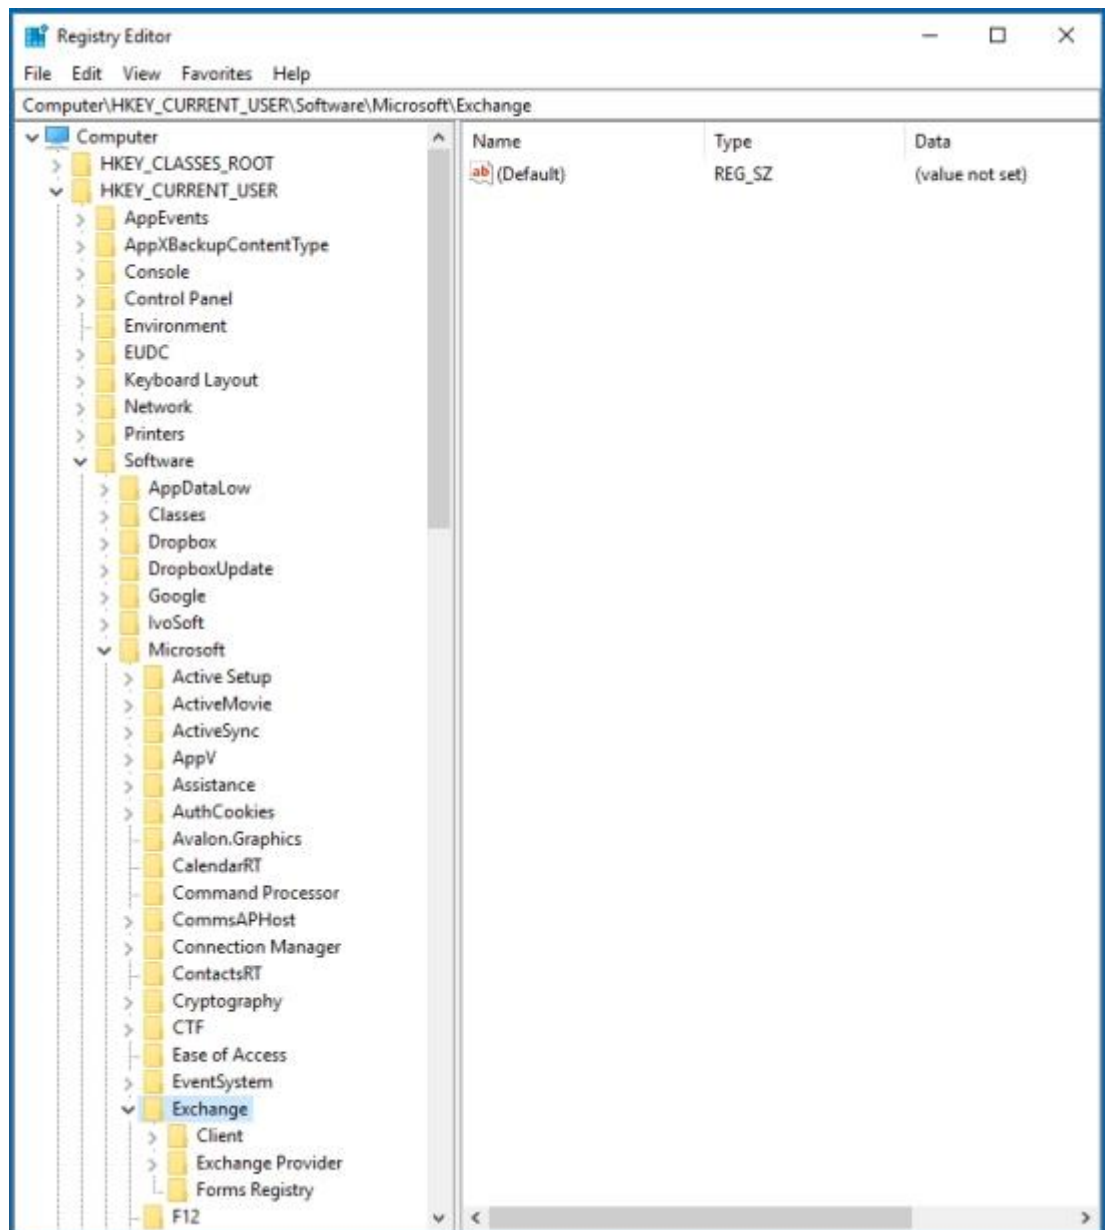 Registry Editor
File Edit View Favorites Help
Computer\HKEY_CURRENT_USER\Software\Microsoft\Exchange
Computer
HKEY_CLASSES_ROOT
HKEY_CURRENT_USER
AppEvents
AppXBackupContentType
Console
Control Panel
Environment
EUDC
Keyboard Layout
Network
Printers
Software
AppDataLow
Classes
Dropbox
DropboxUpdate
Google
IvoSoft
Microsoft
Active Setup
ActiveMovie
ActiveSync
AppV
Assistance
AuthCookies
Avalon.Graphics
CalendarRT
Command Processor
CommsAPHost
Connection Manager
ContactsRT
Cryptography
CTF
Ease of Access
EventSystem
Exchange
Client
Exchange Provider
Forms Registry
F12
Name Type Data
ab (Default) REG_SZ (value not set)